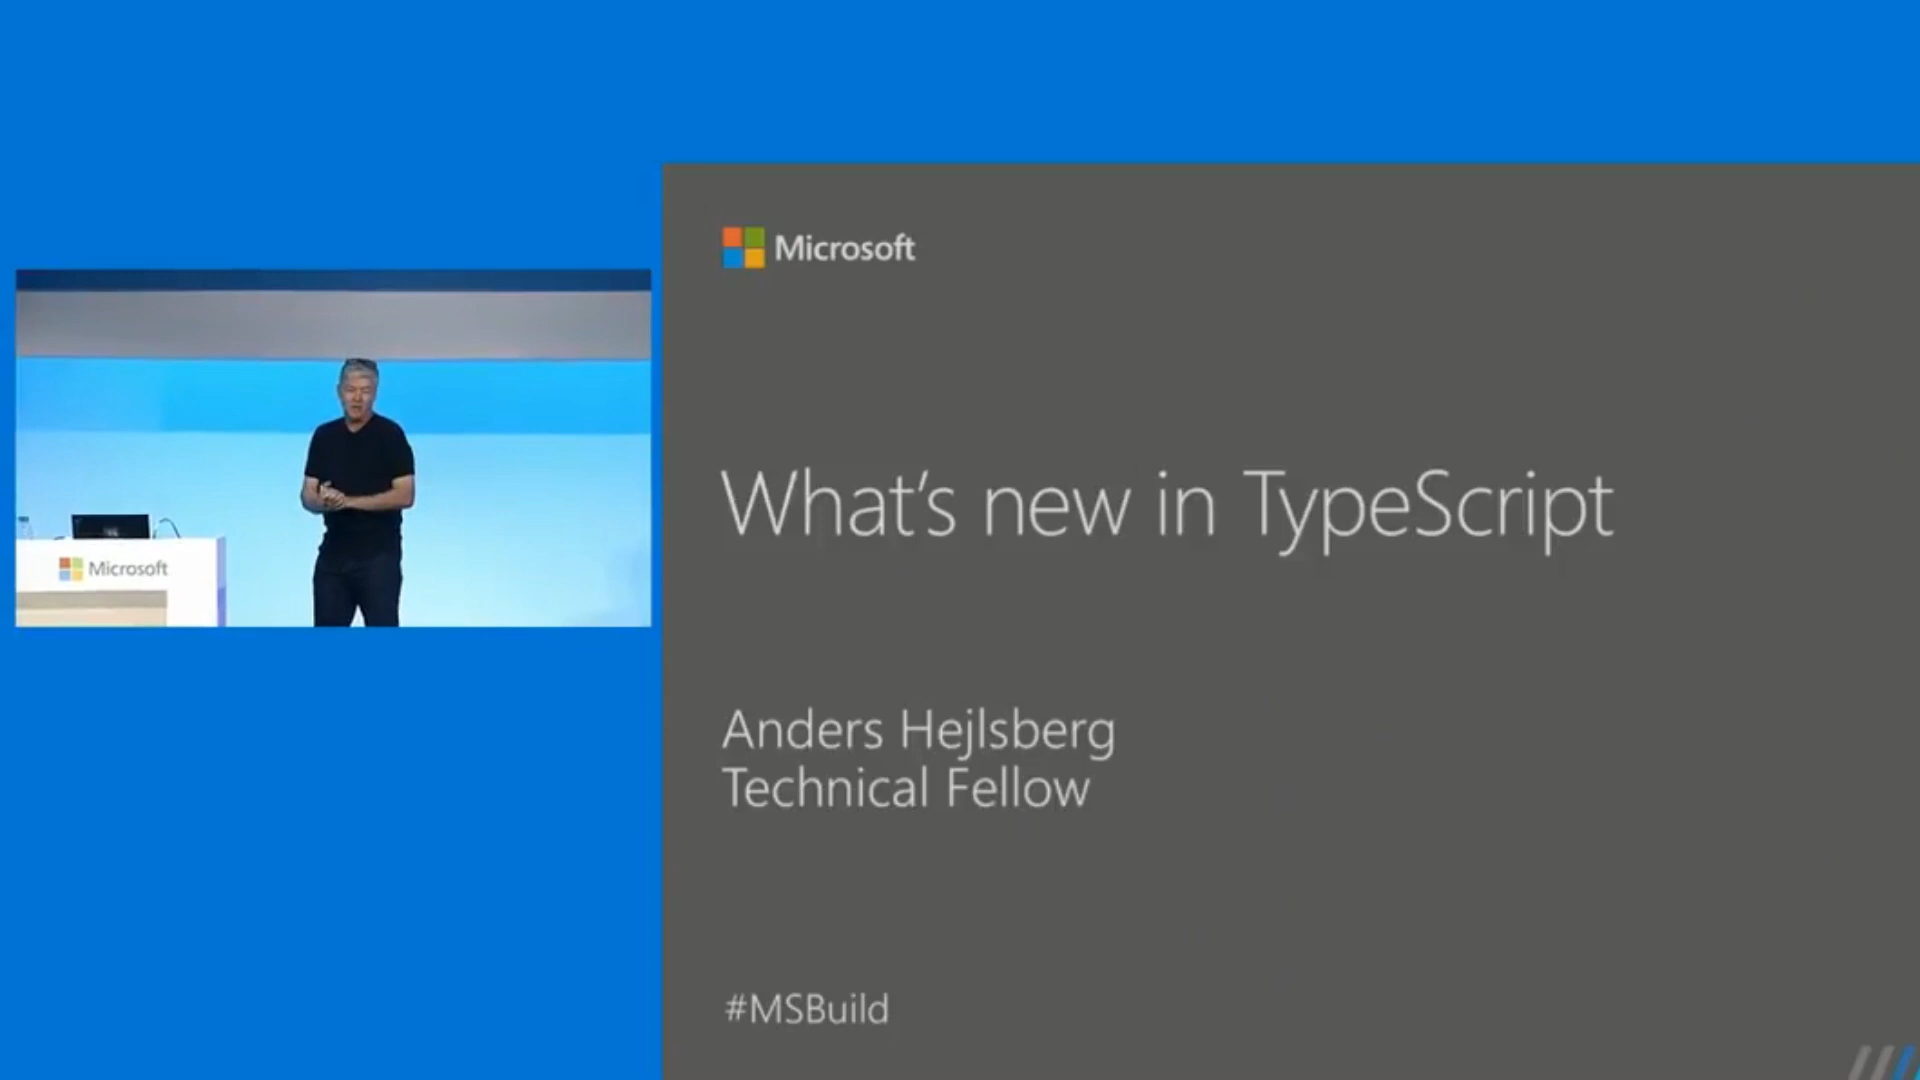 Microsoft
Microsoft
What's new in TypeScript
Anders Hejlsberg
Technical Fellow
#MSBuild